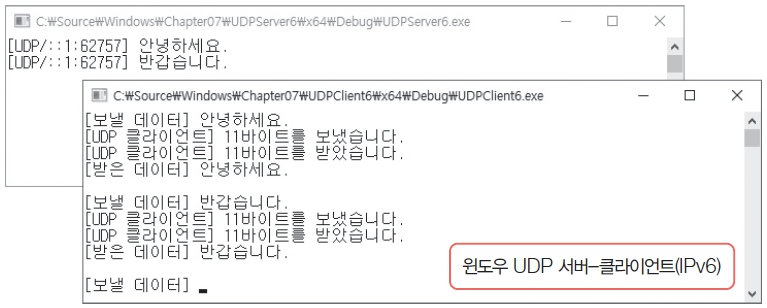 C:₩Source₩Windows₩Chapter07₩UDPServer6₩x64₩Debug₩UDPServer6.exe
[UDP/::1:62757] 안녕하세요.
[UDP/::1:62757] 반갑습니다.
C:₩Source₩Windows₩Chapter07₩UDPClient6₩x64₩Debug₩UDPClient6.exe
[보낼 데이터] 안녕하세요.
[UDP 클라이언트] 11바이트를 보냈습니다.
[UDP 클라이언트] 11바이트를 받았습니다.
[받은 데이터] 안녕하세요.
[보낼 데이터] 반갑습니다.
[UDP 클라이언트] 11바이트를 보냈습니다.
[UDP 클라이언트] 11바이트를 받았습니다.
[받은 데이터] 반갑습니다.
[보낼 데이터] _
윈도우 UDP 서버-클라이언트(IPv6)